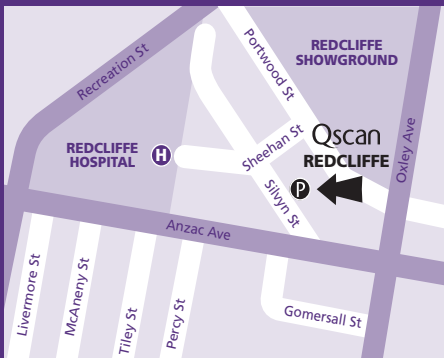 Recreation St
Portwood St
REDCLIFFE
SHOWGROUND
Oxley Ave
Sheehan St
Qscan
REDCLIFFE
REDCLIFFE
HOSPITAL
H
P
Silvyn St
Anzac Ave
Livermore St
McAneny St
Tiley St
Percy St
Gomersall St